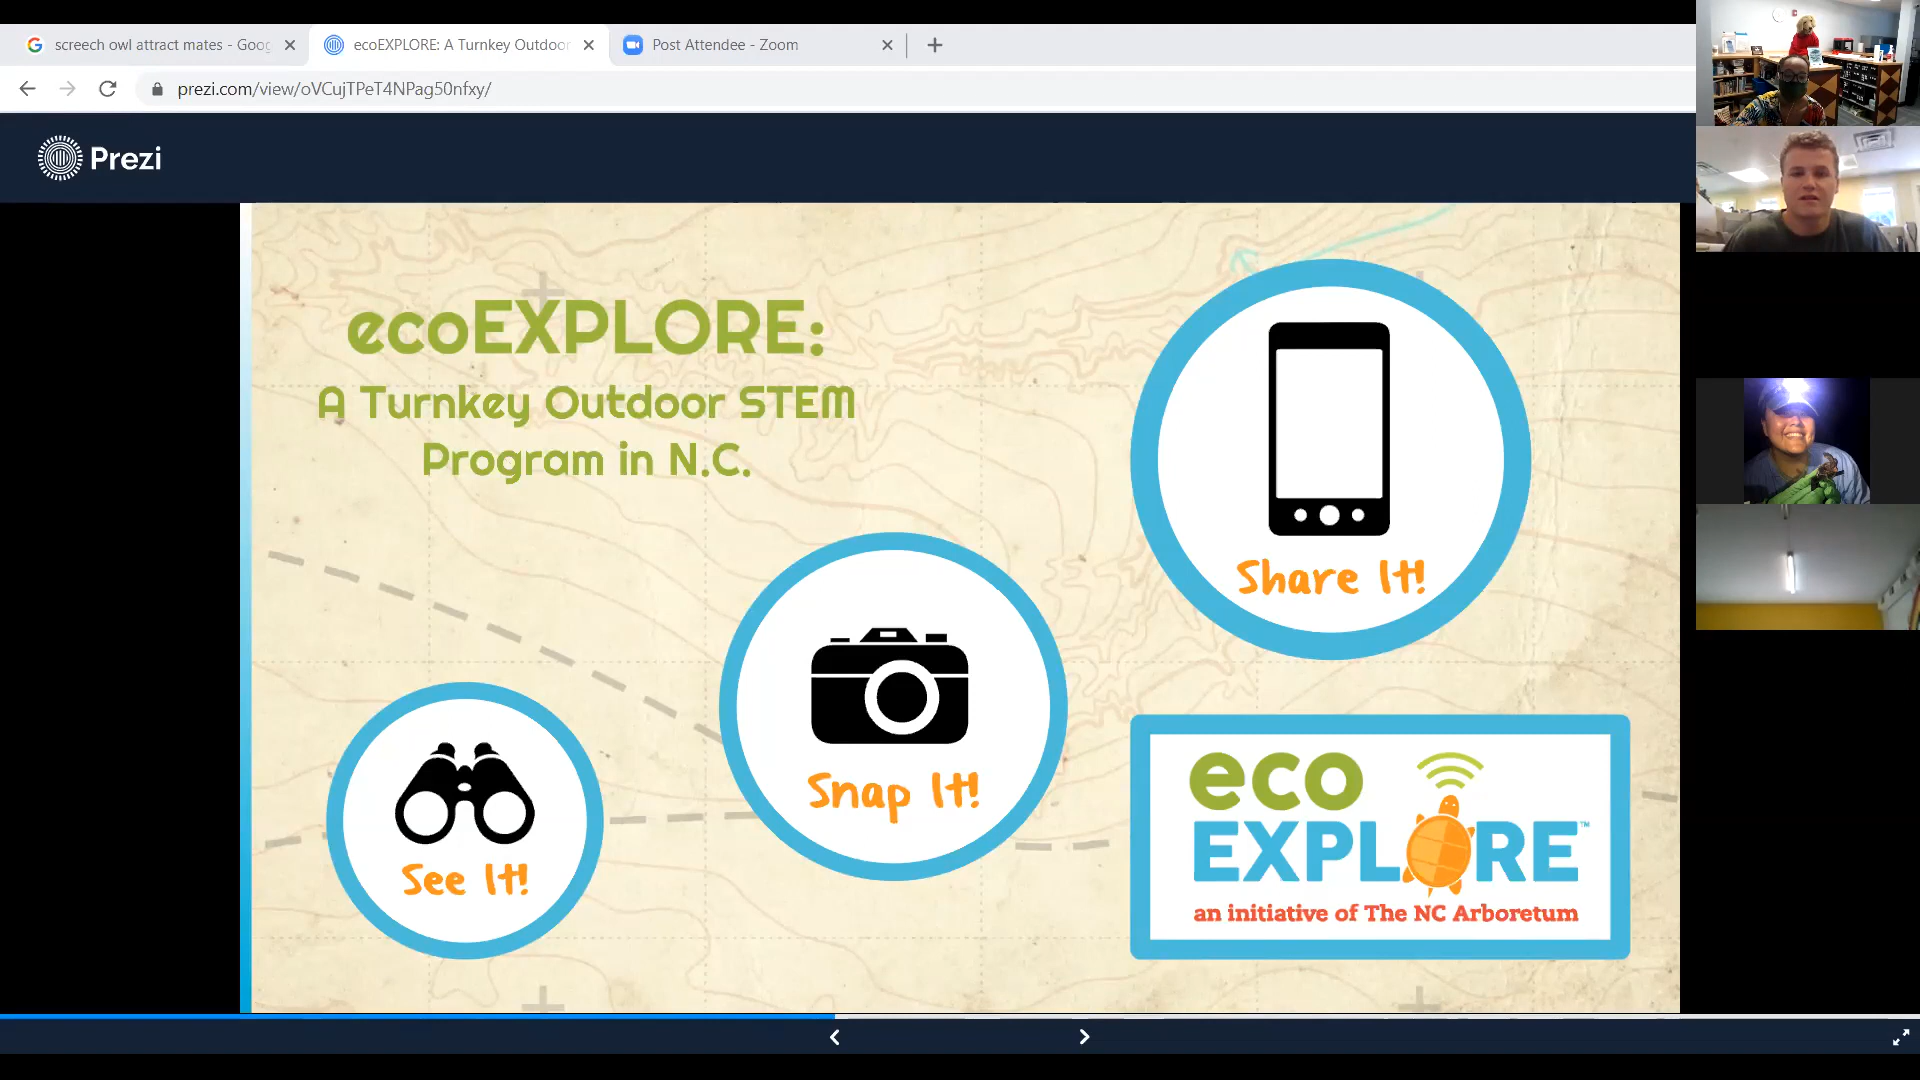 screech owl attract mates - Goog
ecoEXPLORE: A Turnkey Outdoor
Post Attendee - Zoom
prezi.com/view/oVCujTPeT4NPag50nfxy/
Prezi
ecoEXPLORE:
A Turnkey Outdoor STEM
Program in N.C.
Share It!
Snap It!
See It!
eco
EXPLORE™
an initiative of The NC Arboretum